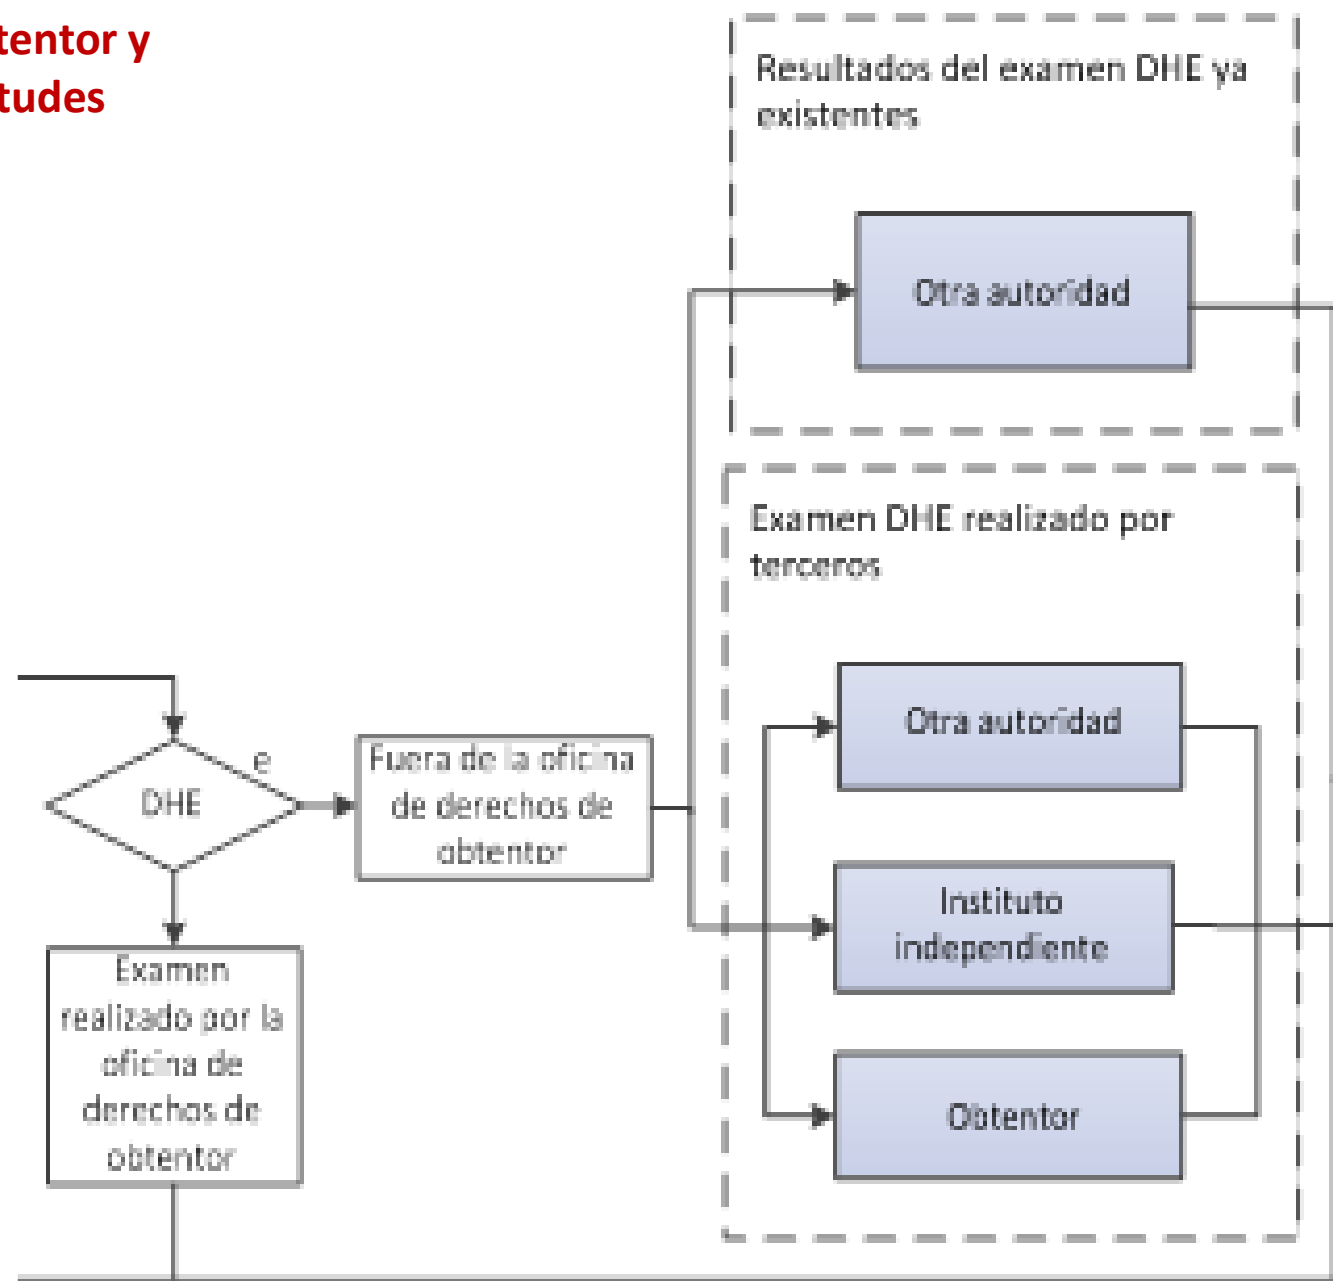 tentor y
tudes
Resultados del examen DHE ya
existentes
Otra autoridad
Examen DHE realizado por
terceros
Otra autoridad
e
DHE
Fuera de la oficina
de derechos de
obtentor
Instituto
independiente
Examen
realizado por la
oficina de
derechos de
obtentor
Obtentor